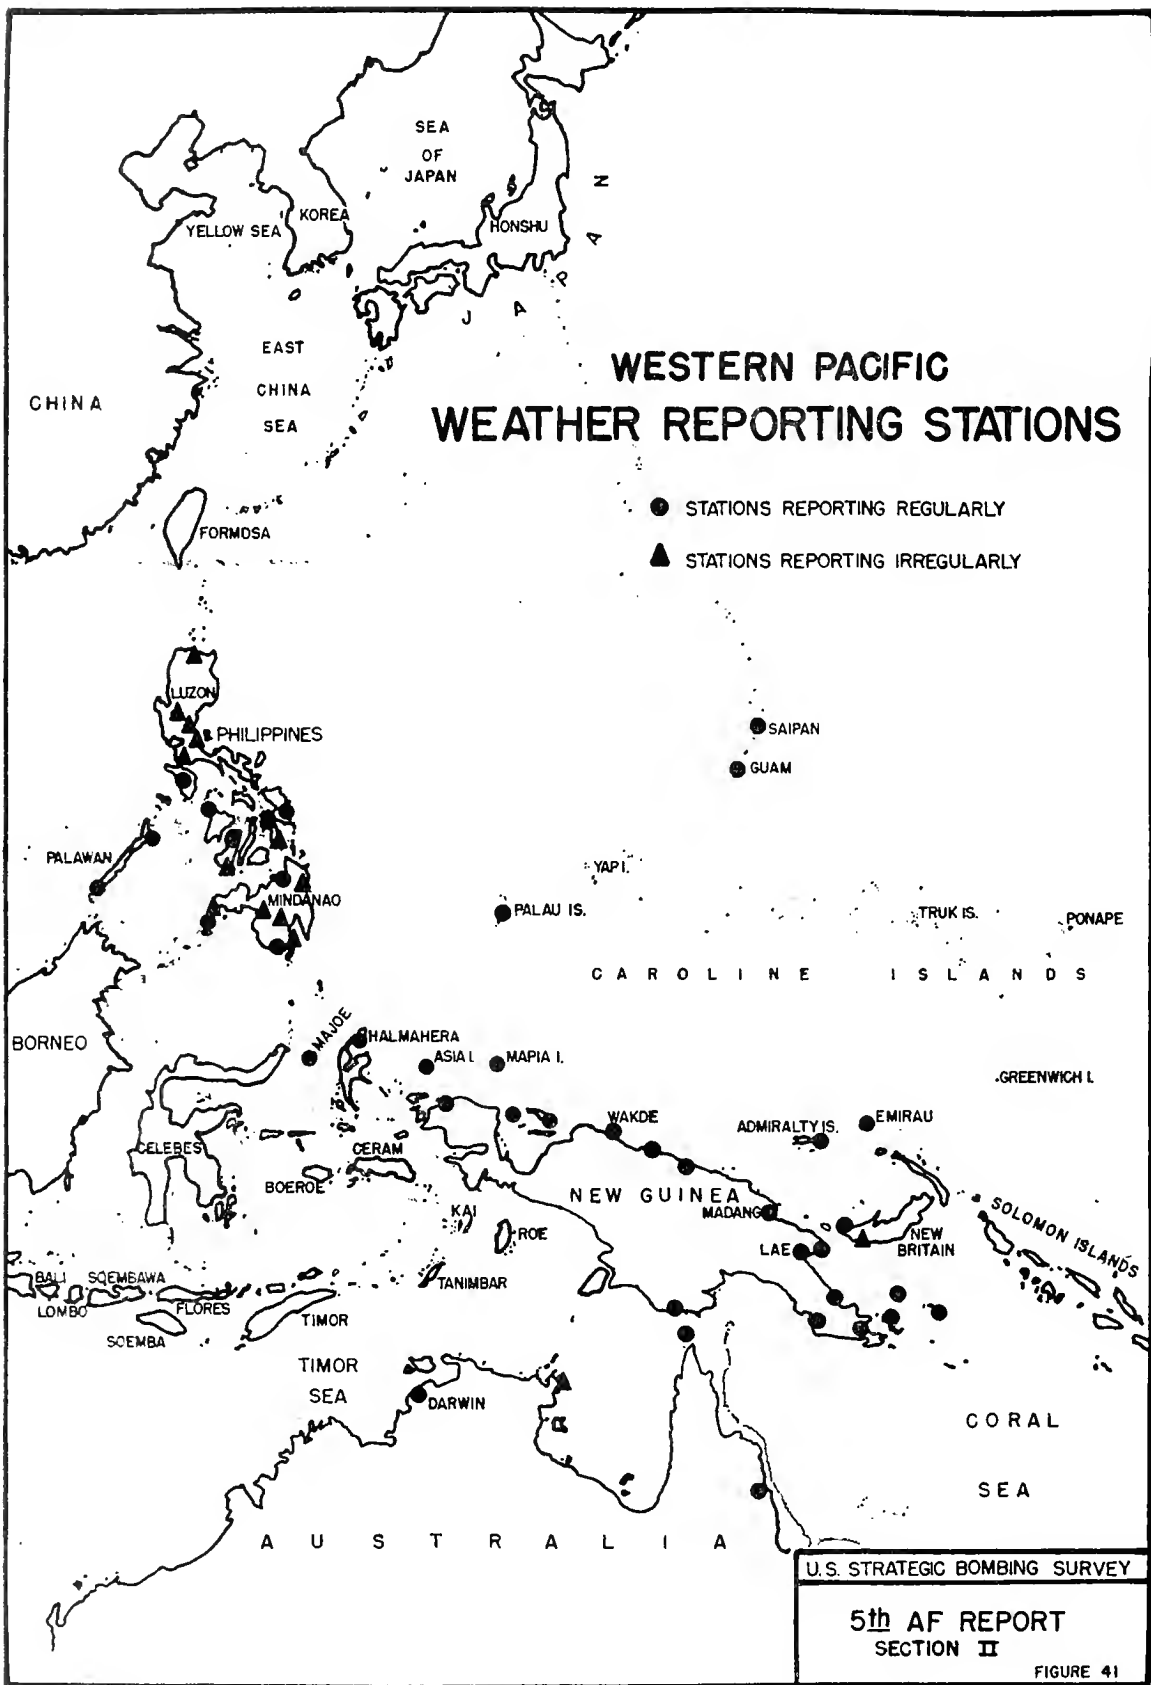 SEA
OF
JAPAN
KOREA
YELLOW SEA
HONSHU
JAPAN
EAST
CHINA
SEA
CHINA
WESTERN PACIFIC
WEATHER REPORTING STATIONS
STATIONS REPORTING REGULARLY
STATIONS REPORTING IRREGULARLY
FORMOSA
LUZON
PHILIPPINES
SAIPAN
GUAM
PALAWAN
YAP I.
MINDANAO
PALAU IS.
TRUK IS.
PONAPE
CAROLINE ISLANDS
BORNEO
MAJOE
HALMAHERA
ASIA I.
MAPIA I.
GREENWICH I.
WAKDE
ADMIRALTY IS.
EMIRAU
CELEBES
CERAM
BOEROE
NEW GUINEA
MADANG
KAI
ROE
LAE
NEW
BRITAIN
SOLOMON ISLANDS
BALI
SOEMBAWA
TANIMBAR
LOMBO
FLORES
SOEMBA
TIMOR
TIMOR
SEA
DARWIN
CORAL
SEA
AUSTRALIA
U.S. STRATEGIC BOMBING SURVEY
5th AF REPORT
SECTION II
FIGURE 41